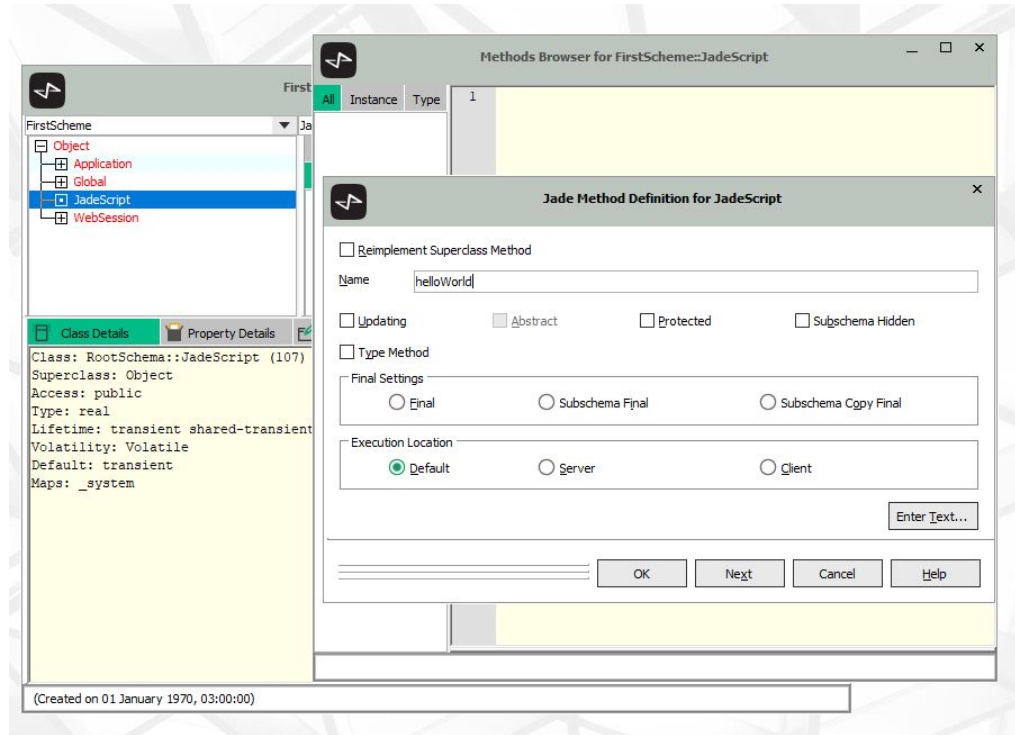 Methods Browser for FirstScheme::JadeScript
First
All Instance Type
1
FirstScheme
Ja
Object
Application
Global
JadeScript
WebSession
Jade Method Definition for JadeScript
Reimplement Superclass Method
Name helloWorld
Updating Abstract Protected Subschema Hidden
Type Method
Final Settings
Final Subschema Final Subschema Copy Final
Execution Location
Default Server Client
Enter Text...
OK Next Cancel Help
Class Details Property Details
Class: RootSchema::JadeScript (107)
Superclass: Object
Access: public
Type: real
Lifetime: transient shared-transient
Volatility: Volatile
Default: transient
Maps: _system
(Created on 01 January 1970, 03:00:00)